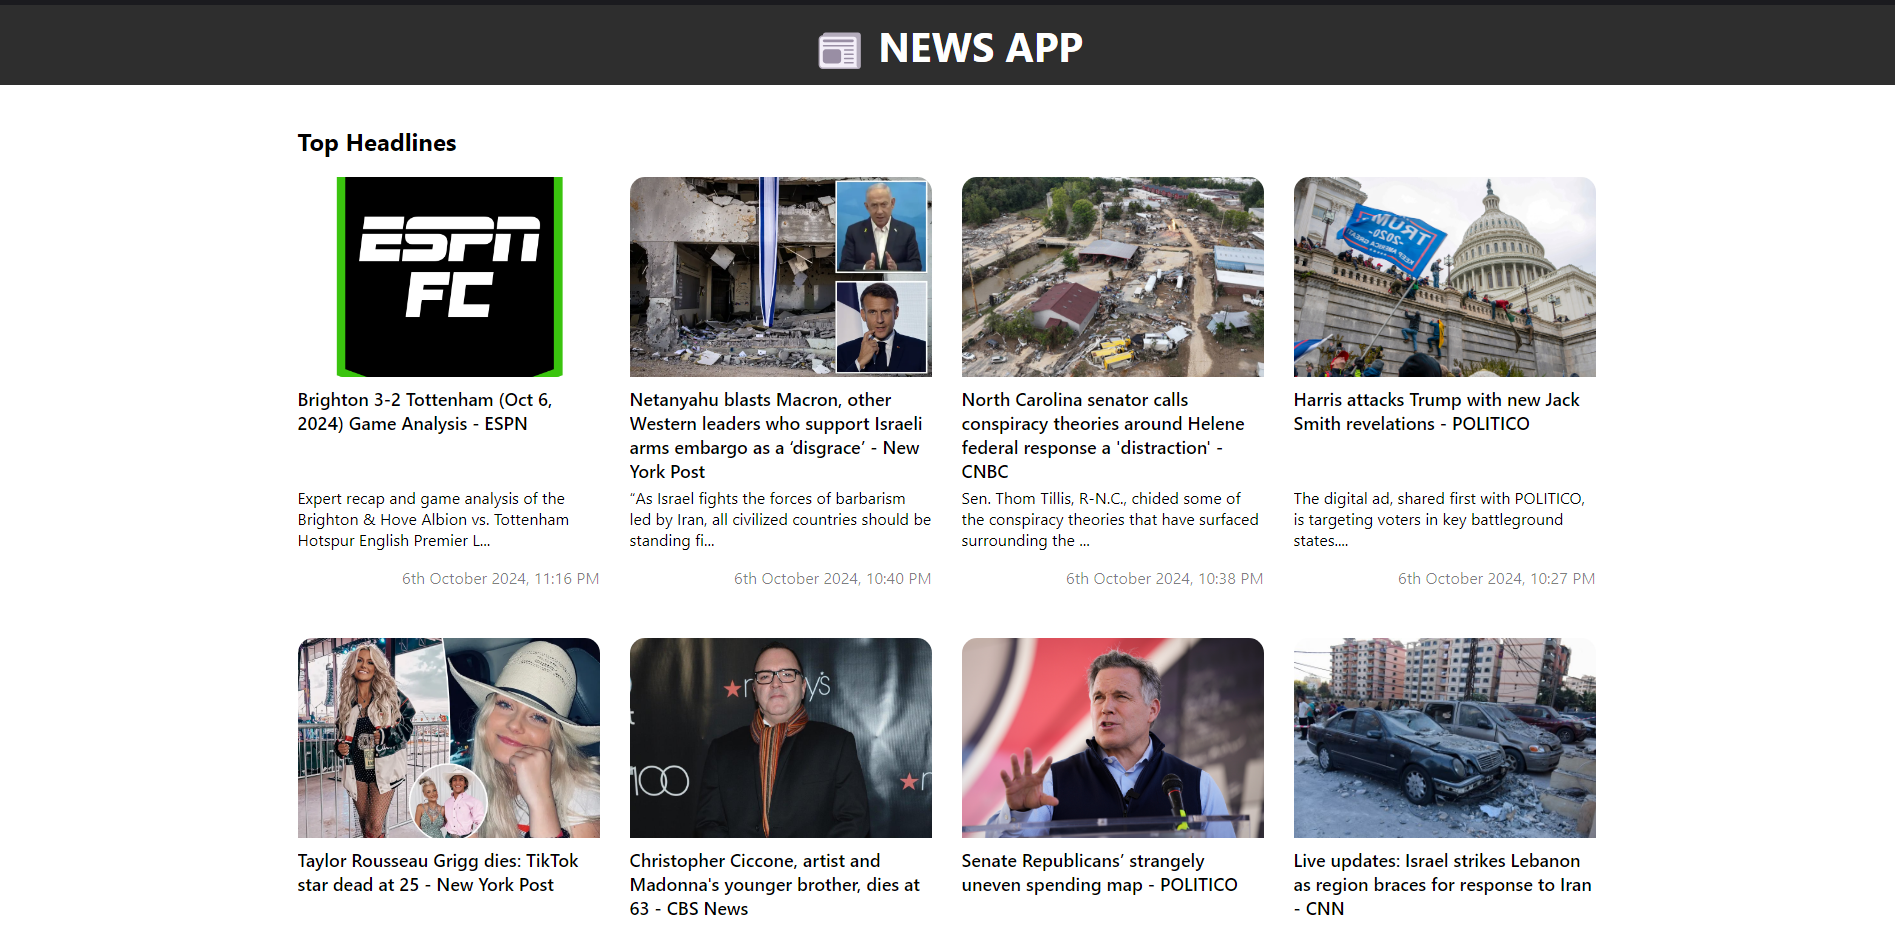 NEWS APP
Top Headlines
ESPN
FC
TRUMP
2020
KEEP AMERICA GREAT
Brighton 3-2 Tottenham (Oct 6,
2024) Game Analysis - ESPN
Netanyahu blasts Macron, other
Western leaders who support Israeli
arms embargo as a ‘disgrace’ - New
York Post
North Carolina senator calls
conspiracy theories around Helene
federal response a 'distraction' -
CNBC
Harris attacks Trump with new Jack
Smith revelations - POLITICO
Expert recap and game analysis of the
Brighton & Hove Albion vs. Tottenham
Hotspur English Premier L...
“As Israel fights the forces of barbarism
led by Iran, all civilized countries should be
standing fi...
Sen. Thom Tillis, R-N.C., chided some of
the conspiracy theories that have surfaced
surrounding the ...
The digital ad, shared first with POLITICO,
is targeting voters in key battleground
states....
6th October 2024, 11:16 PM
6th October 2024, 10:40 PM
6th October 2024, 10:38 PM
6th October 2024, 10:27 PM
y's
100
Taylor Rousseau Grigg dies: TikTok
star dead at 25 - New York Post
Christopher Ciccone, artist and
Madonna's younger brother, dies at
63 - CBS News
Senate Republicans’ strangely
uneven spending map - POLITICO
Live updates: Israel strikes Lebanon
as region braces for response to Iran
- CNN